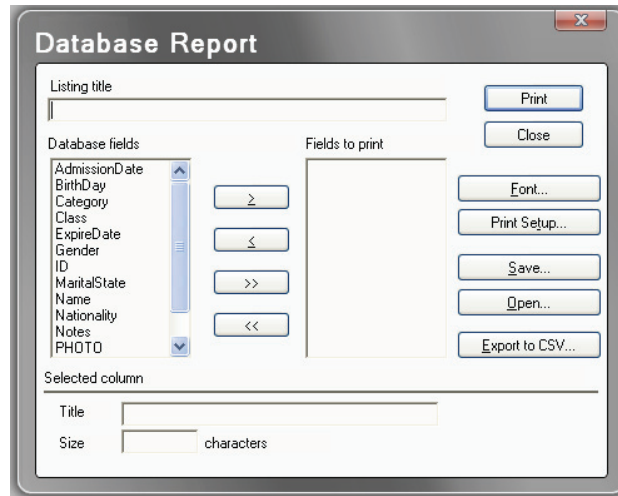 Database Report
Listing title
Print
Close
Database fields
Fields to print
AdmissionDate
BirthDay
Category
Class
ExpireDate
Gender
ID
MaritalState
Name
Nationality
Notes
PHOTO
>
<
>>
<<
Font...
Print Setup...
Save...
Open...
Export to CSV...
Selected column
Title
Size characters